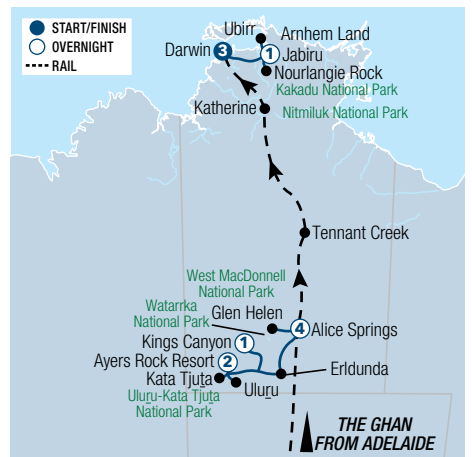 START/FINISH
OVERNIGHT
RAIL
Ubirr
Arnhem Land
Darwin
3
1
Jabiru
Nourlangie Rock
Kakadu National Park
Katherine
Nitmiluk National Park
Tennant Creek
West MacDonnell
National Park
Watarrka
National Park
Glen Helen
4
Alice Springs
Kings Canyon
1
Ayers Rock Resort
2
Kata Tjuṯa
Erldunda
Uluṟu-Kata Tjuṯa
National Park
Uluṟu
THE GHAN
FROM ADELAIDE